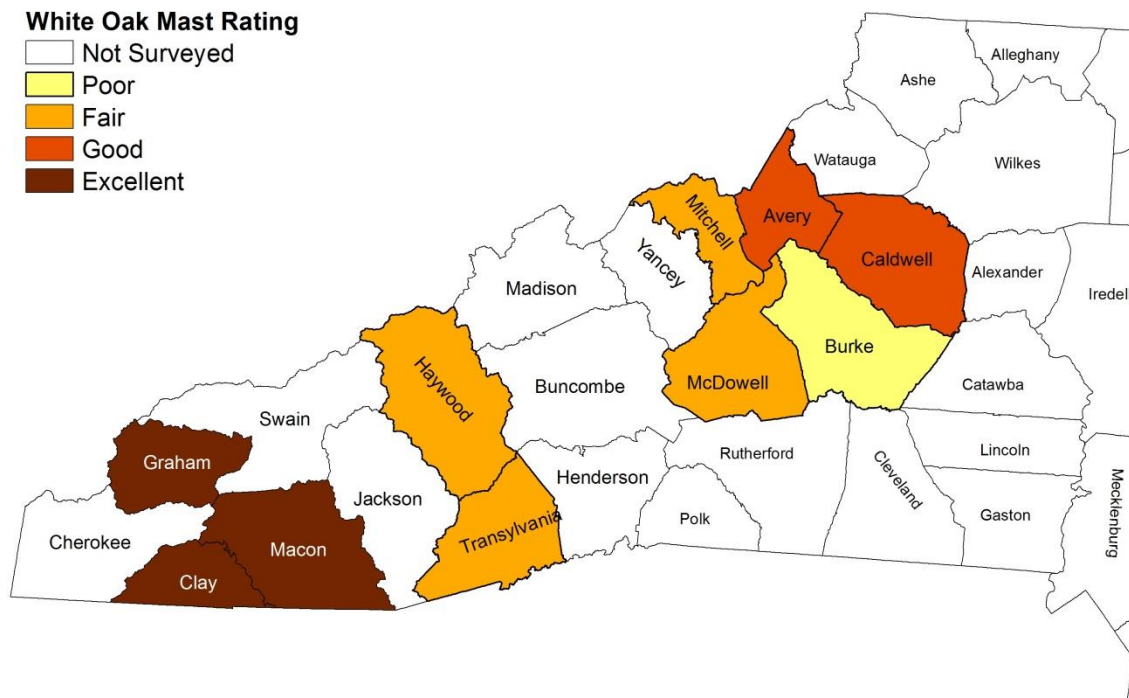 White Oak Mast Rating
Not Surveyed
Poor
Fair
Good
Excellent
Alleghany
Ashe
Watauga
Wilkes
Mitchell
Avery
Yancey
Caldwell
Alexander
Madison
Iredell
Burke
Haywood
Buncombe
McDowell
Catawba
Swain
Graham
Rutherford
Lincoln
Henderson
Cleveland
Jackson
Mecklenburg
Polk
Gaston
Transylvania
Cherokee
Macon
Clay